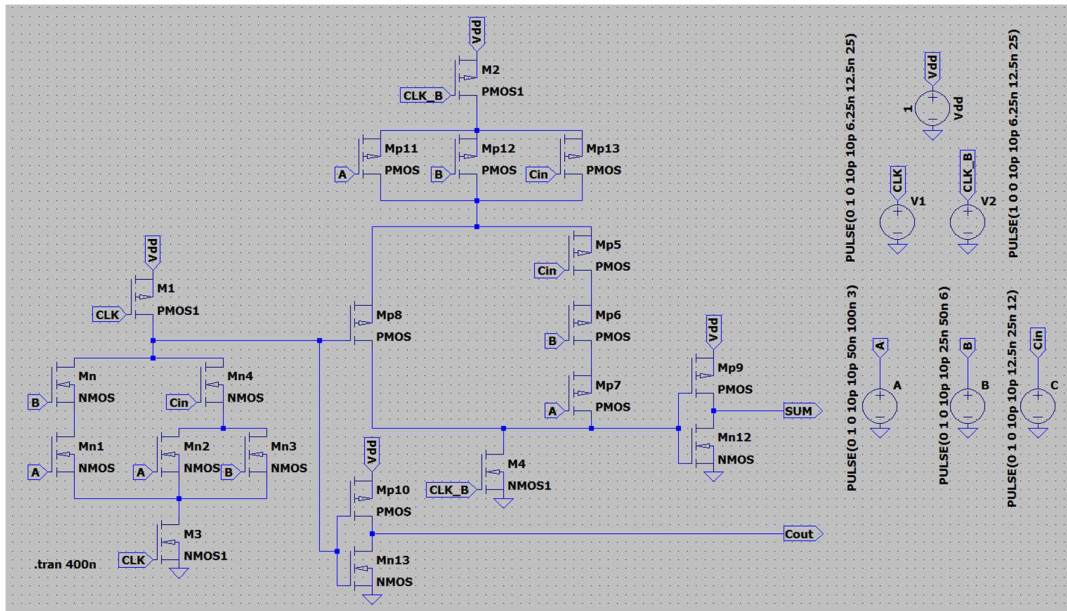 Vdd
M2
CLK_B
PMOS1
Mp11
Mp12
Mp13
A
PMOS
B
PMOS
Cin
PMOS
Mp5
Cin
PMOS
Vdd
M1
CLK
PMOS1
Mp8
PMOS
Mp6
B
PMOS
Mp7
A
PMOS
Mn
B
NMOS
Mn4
Cin
NMOS
Mn1
A
NMOS
Mn2
A
NMOS
Mn3
B
NMOS
M3
CLK
NMOS1
.tran 400n
Vdd
Mp10
PMOS
Mn13
NMOS
M4
CLK_B
NMOS1
Vdd
Mp9
PMOS
SUM
Mn12
NMOS
Cout
PULSE(0 1 0 10p 10p 6.25n 12.5n 25)
Vdd
1
Vdd
CLK
V1
CLK_B
V2
PULSE(1 0 0 10p 10p 6.25n 12.5n 25)
PULSE(0 1 0 10p 10p 50n 100n 3)
A
A
PULSE(0 1 0 10p 10p 25n 50n 6)
B
B
PULSE(0 1 0 10p 10p 12.5n 25n 12)
Cin
C